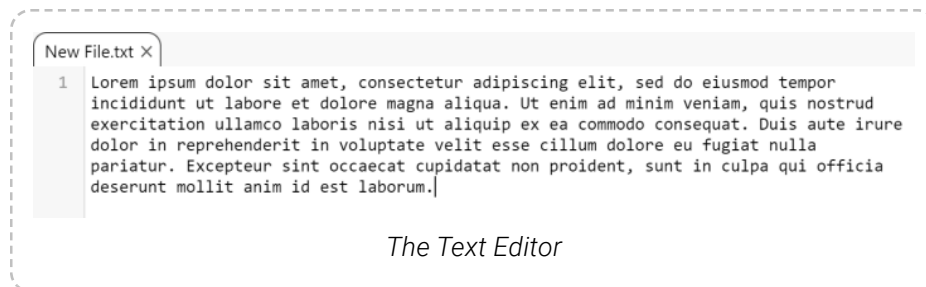 New File.txt ×
1 Lorem ipsum dolor sit amet, consectetur adipiscing elit, sed do eiusmod tempor
incididunt ut labore et dolore magna aliqua. Ut enim ad minim veniam, quis nostrud
exercitation ullamco laboris nisi ut aliquip ex ea commodo consequat. Duis aute irure
dolor in reprehenderit in voluptate velit esse cillum dolore eu fugiat nulla
pariatur. Excepteur sint occaecat cupidatat non proident, sunt in culpa qui officia
deserunt mollit anim id est laborum.
The Text Editor